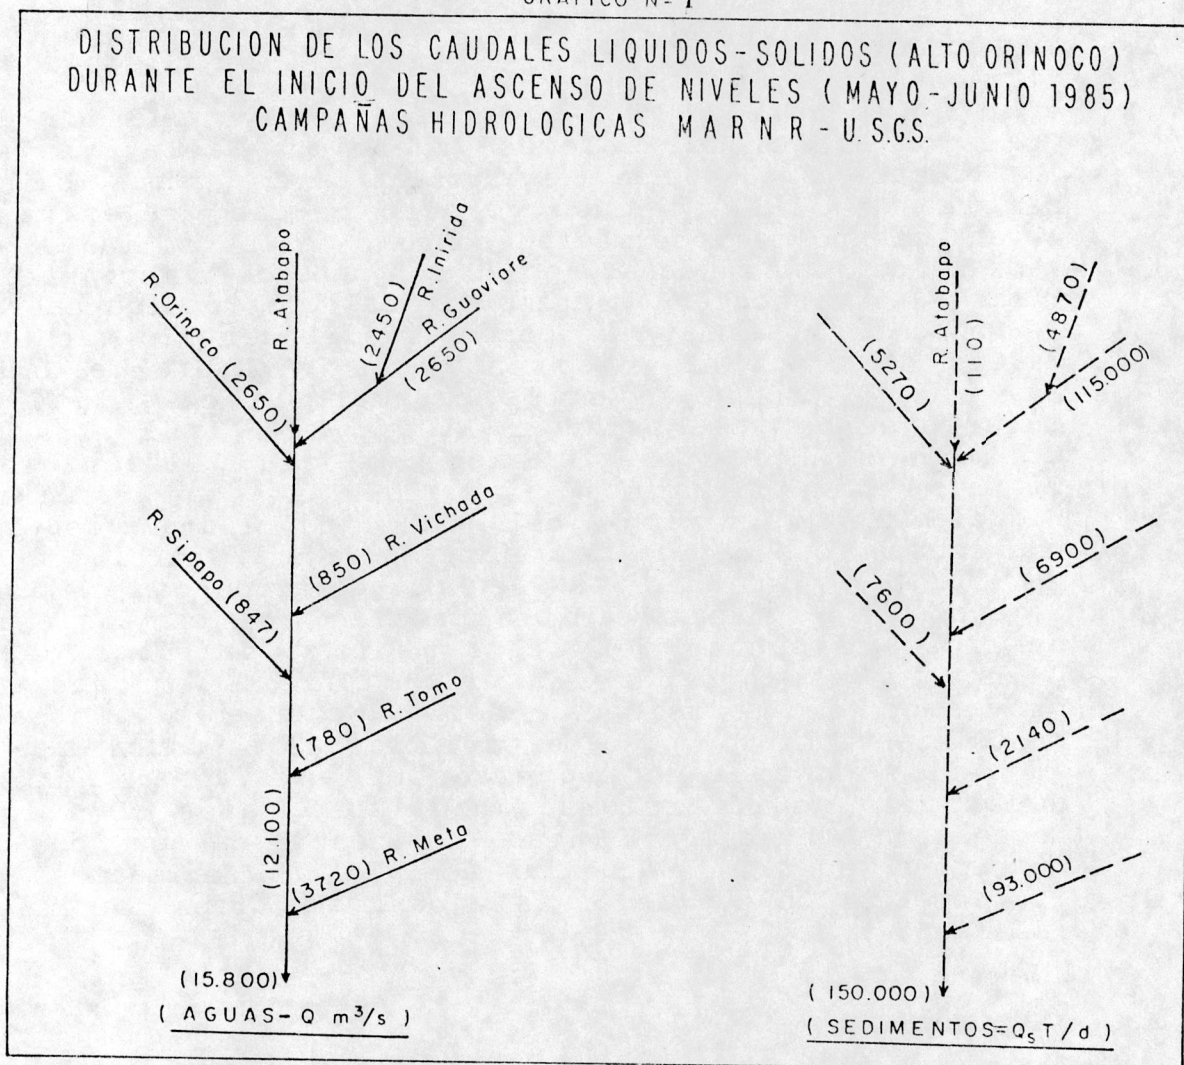 GRAFICO Nº 1
DISTRIBUCION DE LOS CAUDALES LIQUIDOS-SOLIDOS (ALTO ORINOCO)
DURANTE EL INICIO DEL ASCENSO DE NIVELES (MAYO-JUNIO 1985)
CAMPAÑAS HIDROLOGICAS MARNR - U.S.G.S.
R. Orinoco (2650)
R. Atabapo
(2450) R. Inirida
R. Guaviare
(2650)
(850) R. Vichada
R. Sipapo (847)
(780) R. Tomo
(12.100)
(3720) R. Meta
(15.800)
(AGUAS- Q m³/s)
(5270)
R. Atabapo
(110)
(4870)
(115.000)
(6900)
(7600)
(2140)
(93.000)
(150.000)
(SEDIMENTOS=Qs T/d)